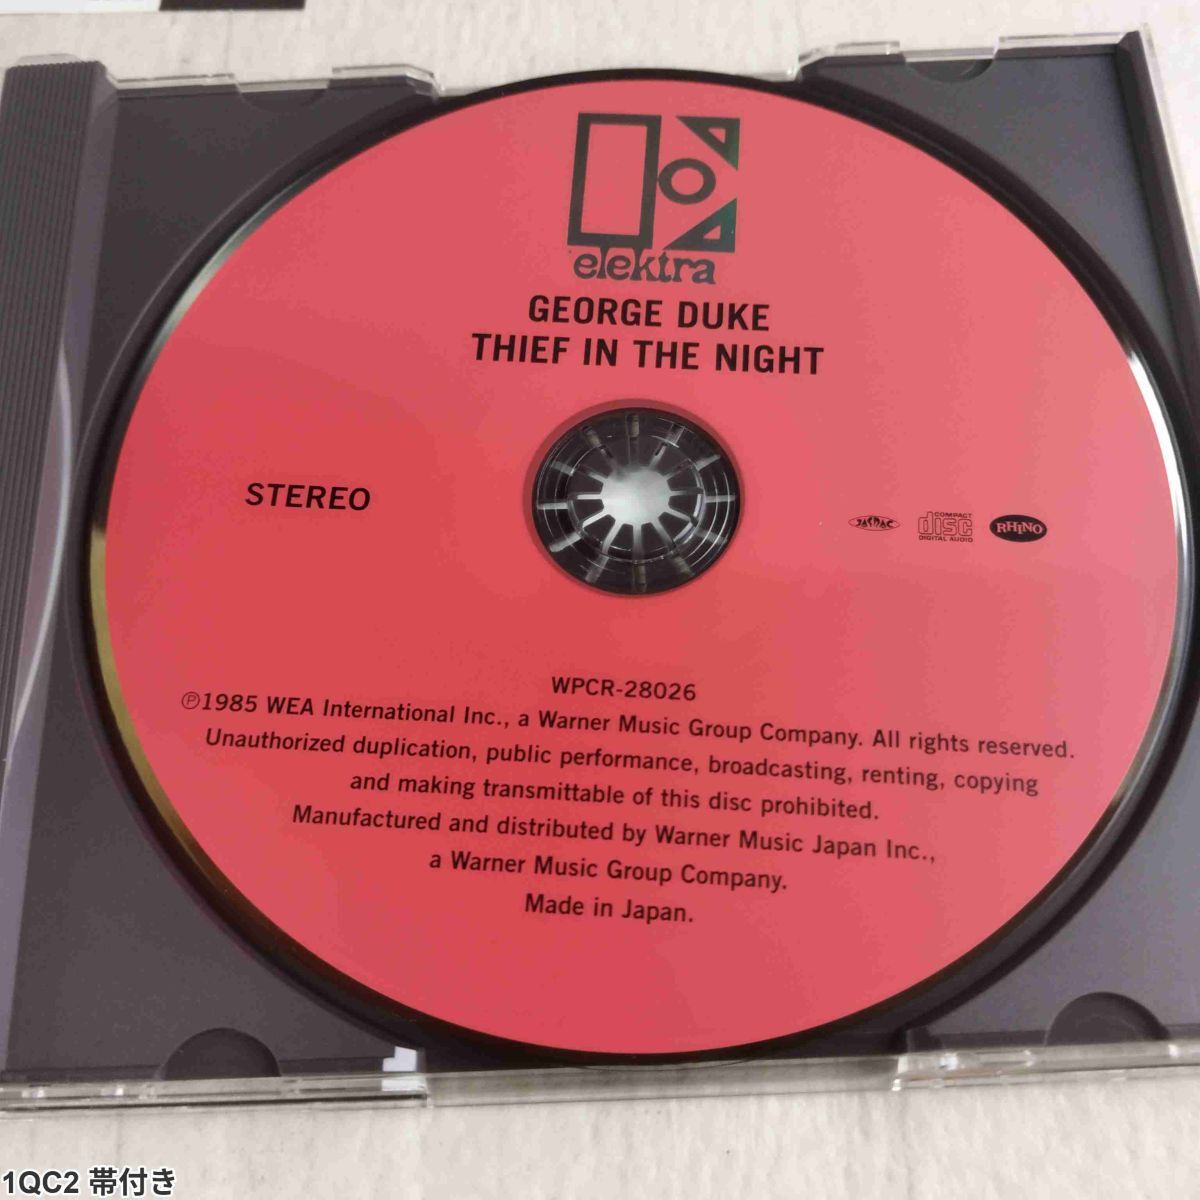 elektra
GEORGE DUKE
THIEF IN THE NIGHT
STEREO
JASRAC
COMPACT
disc
DIGITAL AUDIO
RHINO
WPCR-28026
℗1985 WEA International Inc., a Warner Music Group Company. All rights reserved.
Unauthorized duplication, public performance, broadcasting, renting, copying
and making transmittable of this disc prohibited.
Manufactured and distributed by Warner Music Japan Inc.,
a Warner Music Group Company.
Made in Japan.
1QC2 帯付き